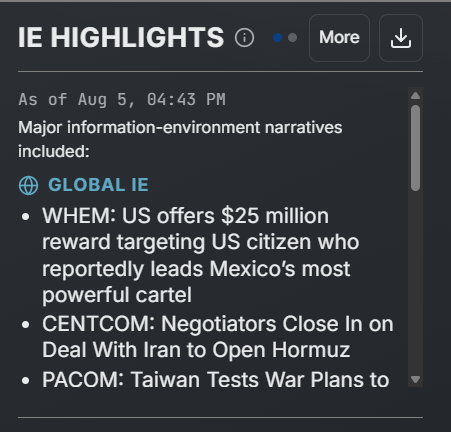 IE HIGHLIGHTS
More
As of Aug 5, 04:43 PM
Major information-environment narratives
included:
GLOBAL IE
• WHEM: US offers $25 million
reward targeting US citizen who
reportedly leads Mexico’s most
powerful cartel
• CENTCOM: Negotiators Close In on
Deal With Iran to Open Hormuz
• PACOM: Taiwan Tests War Plans to